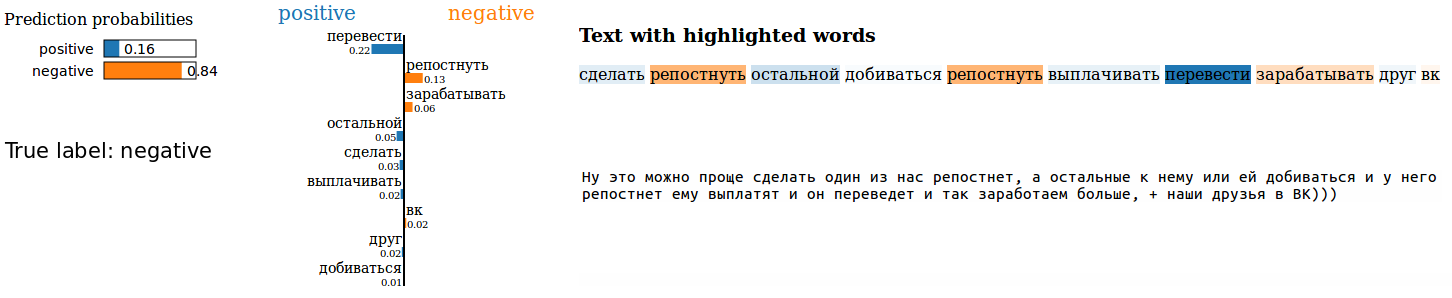 Prediction probabilities
positive 0.16
negative 0.84
True label: negative
positive negative
перевести
0.22
репостнуть
0.13
зарабатывать
0.06
остальной
0.05
сделать
0.03
выплачивать
0.02
вк
0.02
друг
0.02
добиваться
0.01
Text with highlighted words
сделать репостнуть остальной добиваться репостнуть выплачивать перевести зарабатывать друг вк
Ну это можно проще сделать один из нас репостнет, а остальные к нему или ей добиваться и у него
репостнет ему выплатят и он переведет и так заработаем больше, + наши друзья в ВК)))